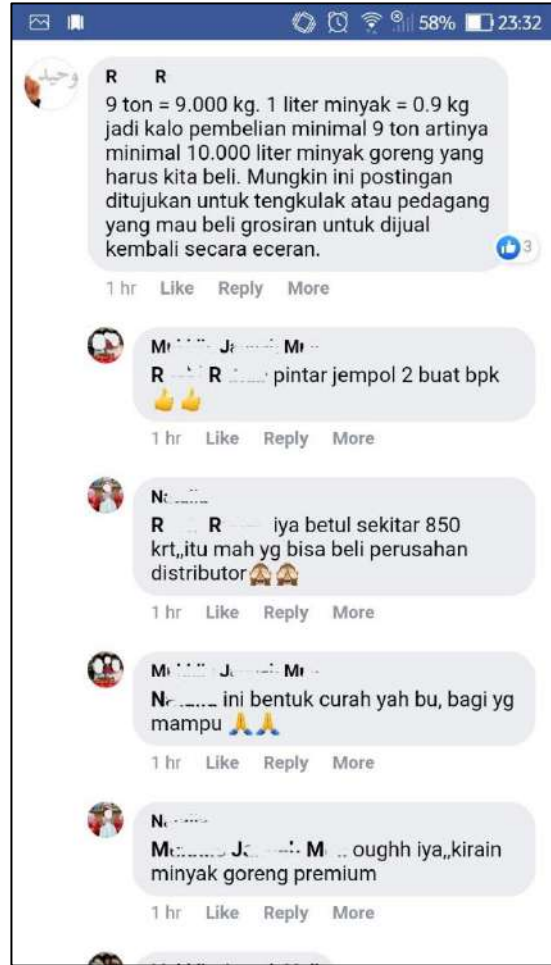 58% 23:32
وحيد
R R
9 ton = 9.000 kg. 1 liter minyak = 0.9 kg
jadi kalo pembelian minimal 9 ton artinya
minimal 10.000 liter minyak goreng yang
harus kita beli. Mungkin ini postingan
ditujukan untuk tengkulak atau pedagang
yang mau beli grosiran untuk dijual
kembali secara eceran.
3
1 hr Like Reply More
R R pintar jempol 2 buat bpk
👍👍
1 hr Like Reply More
R R iya betul sekitar 850
krt,,itu mah yg bisa beli perusahan
distributor🙈🙈
1 hr Like Reply More
ini bentuk curah yah bu, bagi yg
mampu 🙏🙏
1 hr Like Reply More
oughh iya,,kirain
minyak goreng premium
1 hr Like Reply More